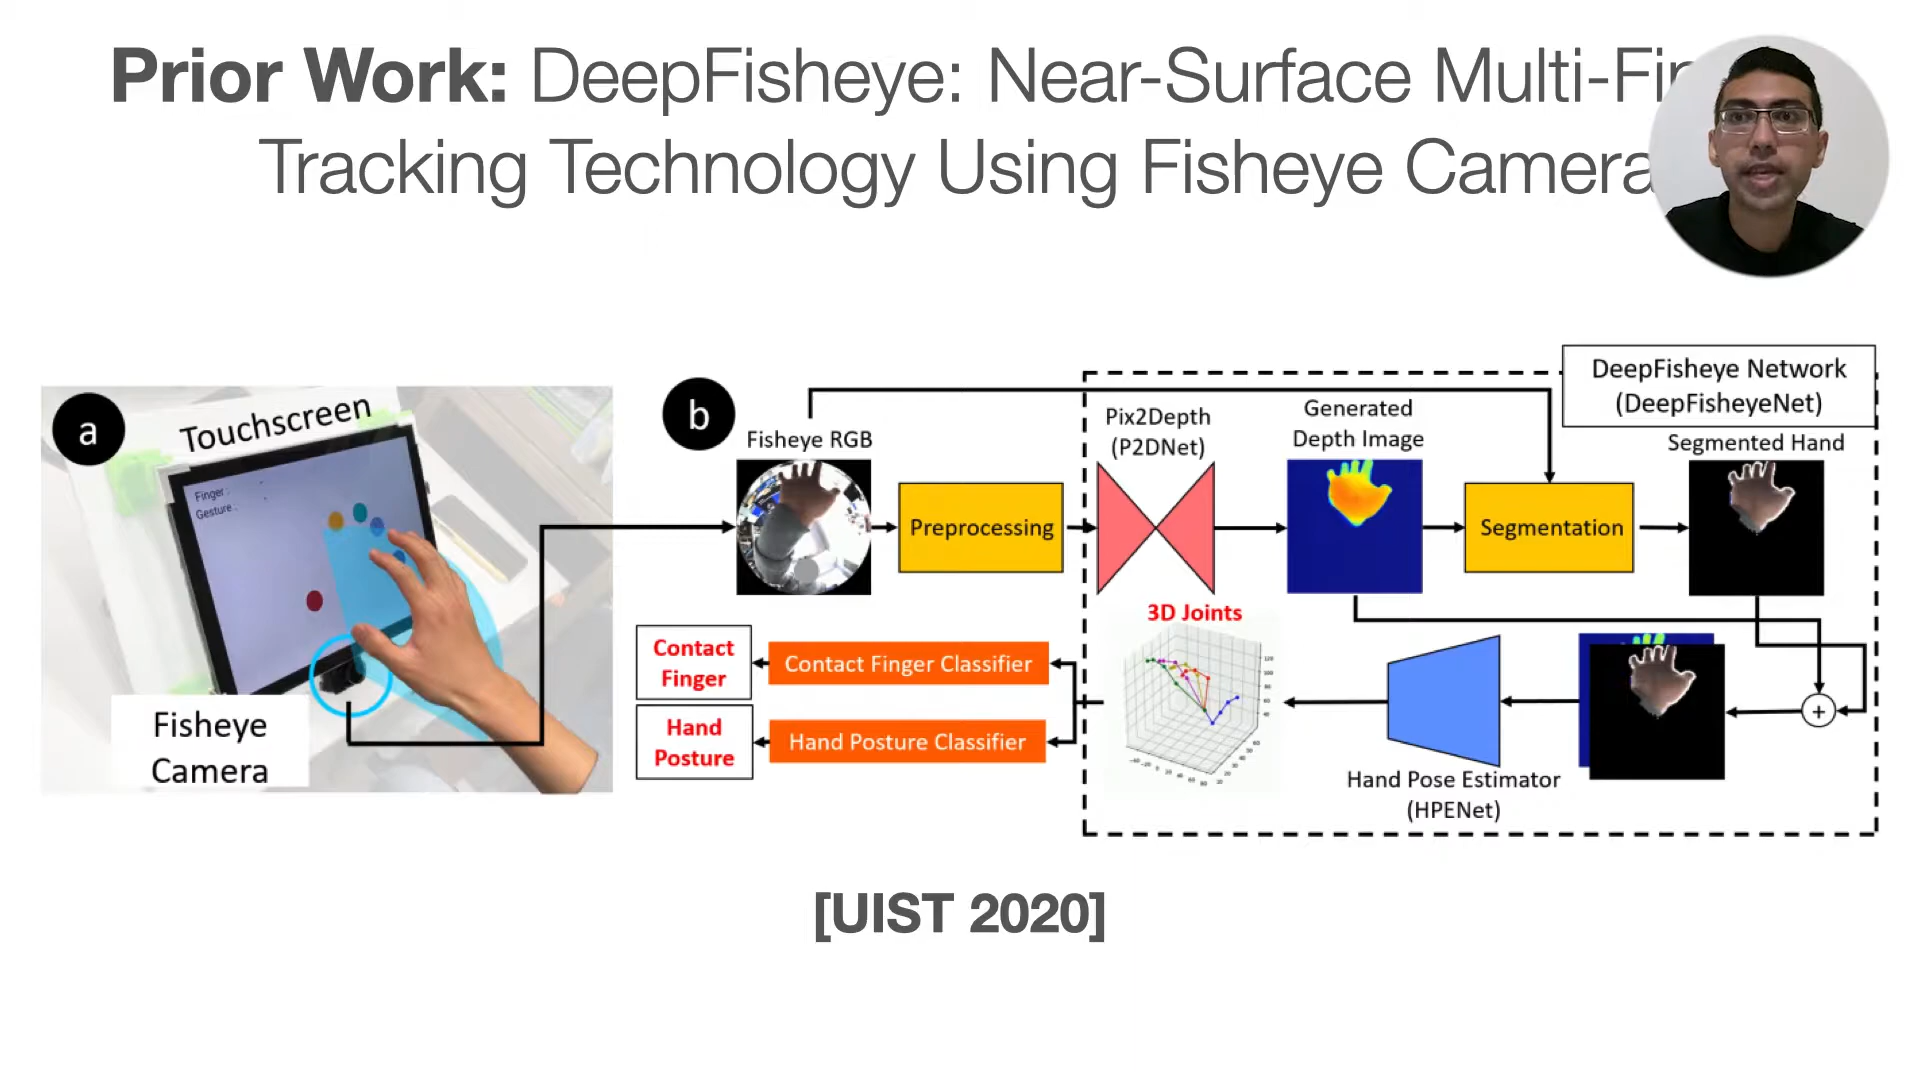 Prior Work: DeepFisheye: Near-Surface Multi-
Tracking Technology Using Fisheye Camera
a
Touchscreen
Finger :
Gesture :
Fisheye
Camera
b
Fisheye RGB
Preprocessing
Pix2Depth
(P2DNet)
Generated
Depth Image
Segmentation
DeepFisheye Network
(DeepFisheyeNet)
Segmented Hand
+
Hand Pose Estimator
(HPENet)
3D Joints
Contact Finger Classifier
Hand Posture Classifier
Contact
Finger
Hand
Posture
[UIST 2020]